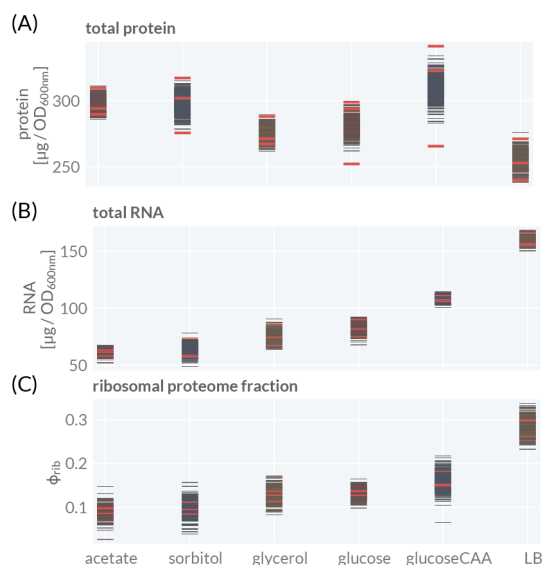 (A)
total protein
protein
[µg / OD600nm]
300
250
(B)
total RNA
RNA
[µg / OD600nm]
150
100
50
(C)
ribosomal proteome fraction
ϕrib
0.3
0.2
0.1
acetate sorbitol glycerol glucose glucoseCAA LB